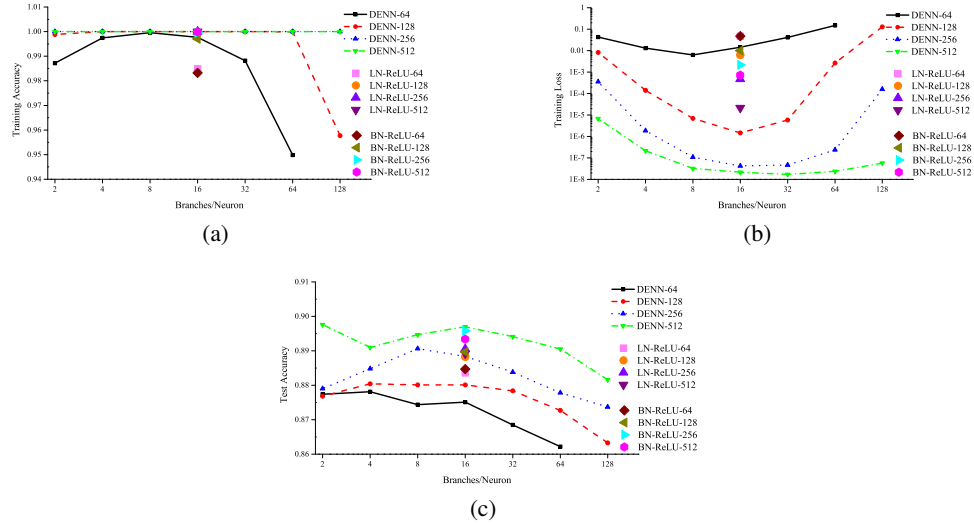 1.01
1.00
0.99
0.98
0.97
0.96
0.95
0.94
Training Accuracy
2 4 8 16 32 64 128
Branches/Neuron
DENN-64
DENN-128
DENN-256
DENN-512
LN-ReLU-64
LN-ReLU-128
LN-ReLU-256
LN-ReLU-512
BN-ReLU-64
BN-ReLU-128
BN-ReLU-256
BN-ReLU-512
(a)
1
0.1
0.01
1E-3
1E-4
1E-5
1E-6
1E-7
1E-8
Training Loss
2 4 8 16 32 64 128
Branches/Neuron
DENN-64
DENN-128
DENN-256
DENN-512
LN-ReLU-64
LN-ReLU-128
LN-ReLU-256
LN-ReLU-512
BN-ReLU-64
BN-ReLU-128
BN-ReLU-256
BN-ReLU-512
(b)
0.91
0.90
0.89
0.88
0.87
0.86
Test Accuracy
2 4 8 16 32 64 128
Branches/Neuron
DENN-64
DENN-128
DENN-256
DENN-512
LN-ReLU-64
LN-ReLU-128
LN-ReLU-256
LN-ReLU-512
BN-ReLU-64
BN-ReLU-128
BN-ReLU-256
BN-ReLU-512
(c)